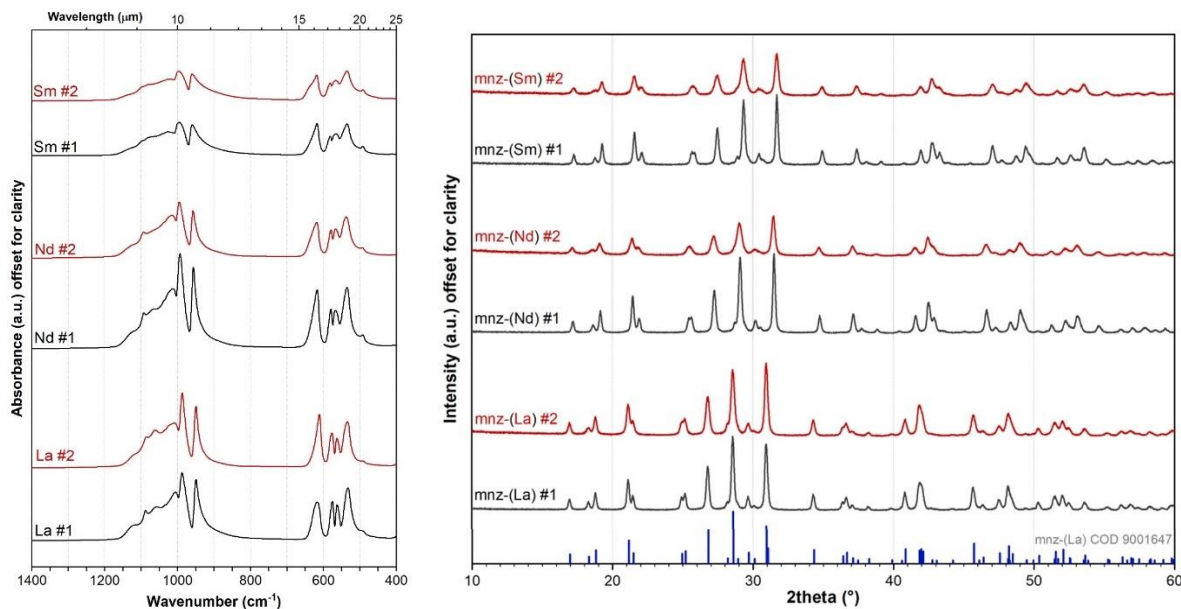 Wavelength (μm)
10
15
20
25
Sm #2
Sm #1
Nd #2
Nd #1
La #2
La #1
Absorbance (a.u.) offset for clarity
1400 1200 1000 800 600 400
Wavenumber (cm⁻¹)
mnz-(Sm) #2
mnz-(Sm) #1
mnz-(Nd) #2
mnz-(Nd) #1
mnz-(La) #2
mnz-(La) #1
mnz-(La) COD 9001647
Intensity (a.u.) offset for clarity
10 20 30 40 50 60
2theta (°)